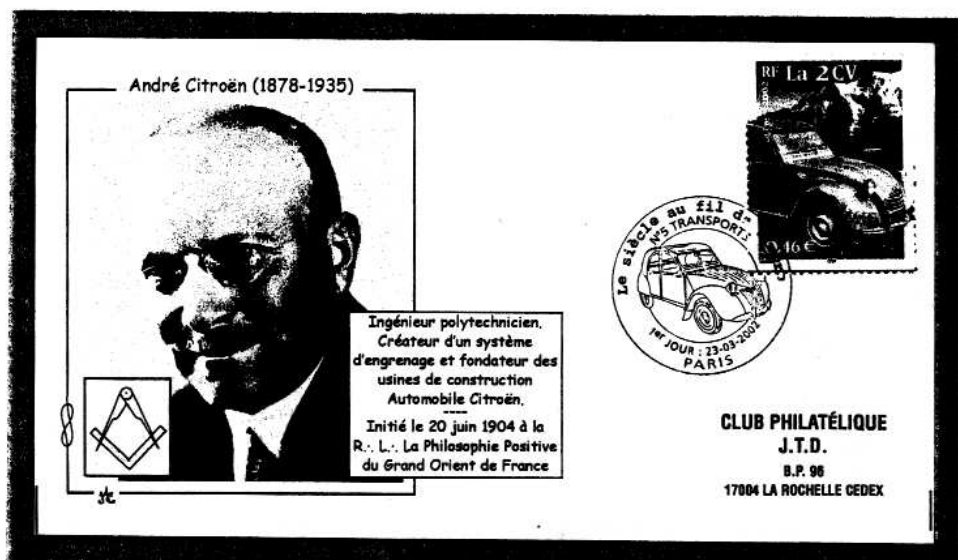 André Citroën (1878-1935)
Ingénieur polytechnicien.
Créateur d'un système
d'engrenage et fondateur des
usines de construction
Automobile Citroën.
----
Initié le 20 juin 1904 à la
R∴ L∴ La Philosophie Positive
du Grand Orient de France
RF La 2CV
2002
0,46€
Le siècle au fil d
N°5 TRANSPORTS
1er JOUR : 23-03-2002
PARIS
CLUB PHILATÉLIQUE
J.T.D.
B.P. 96
17004 LA ROCHELLE CEDEX